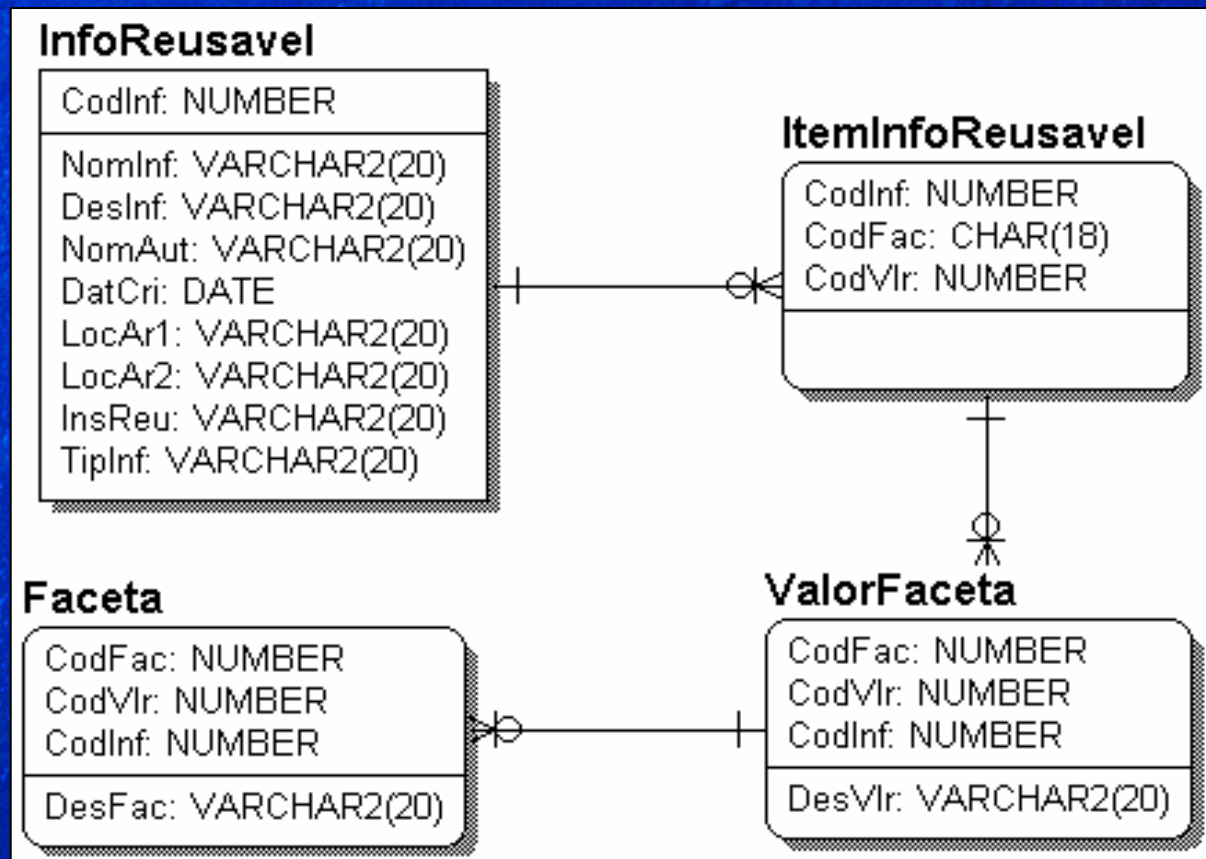 InfoReusavel
CodInf: NUMBER
NomInf: VARCHAR2(20)
DesInf: VARCHAR2(20)
NomAut: VARCHAR2(20)
DatCri: DATE
LocAr1: VARCHAR2(20)
LocAr2: VARCHAR2(20)
InsReu: VARCHAR2(20)
TipInf: VARCHAR2(20)
ItemInfoReusavel
CodInf: NUMBER
CodFac: CHAR(18)
CodVlr: NUMBER
Faceta
CodFac: NUMBER
CodVlr: NUMBER
CodInf: NUMBER
DesFac: VARCHAR2(20)
ValorFaceta
CodFac: NUMBER
CodVlr: NUMBER
CodInf: NUMBER
DesVlr: VARCHAR2(20)